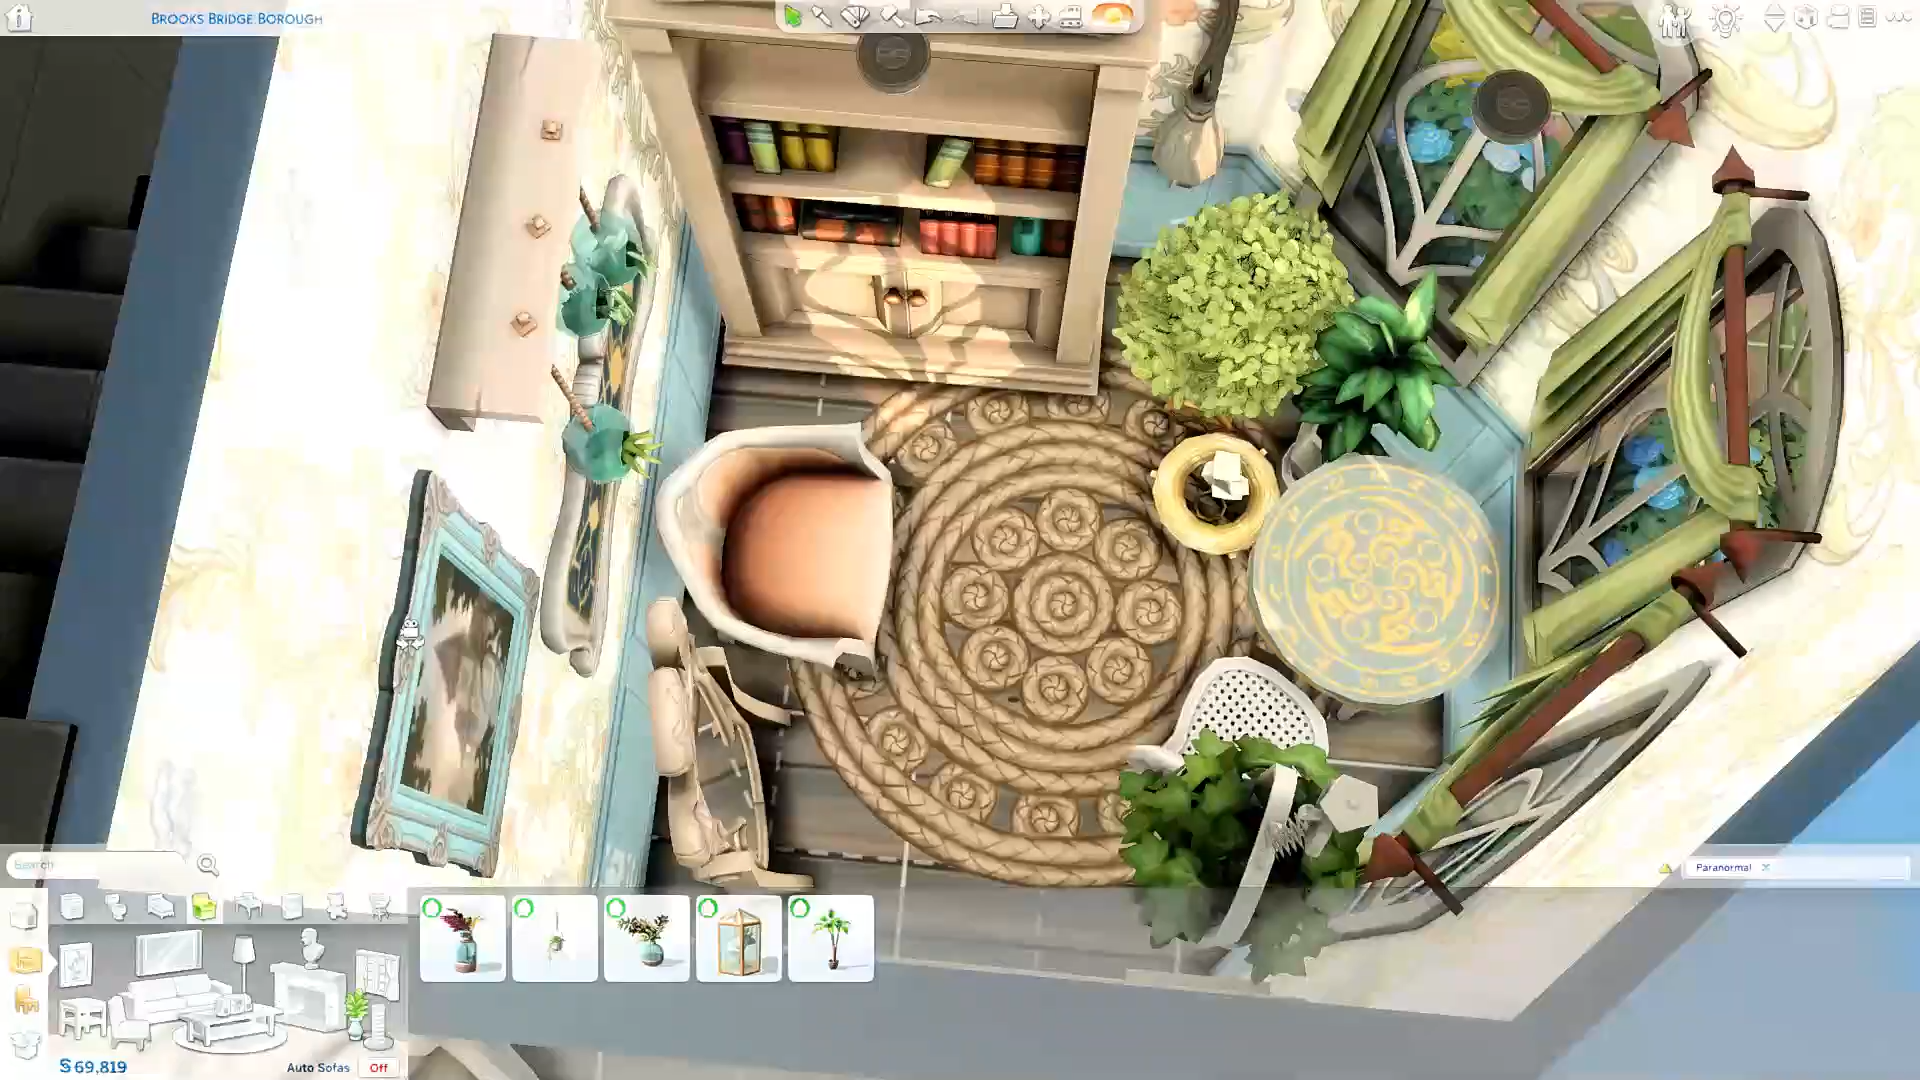 Brooks Bridge Borough
Search
Paranormal X
§69,819
Auto Sofas Off